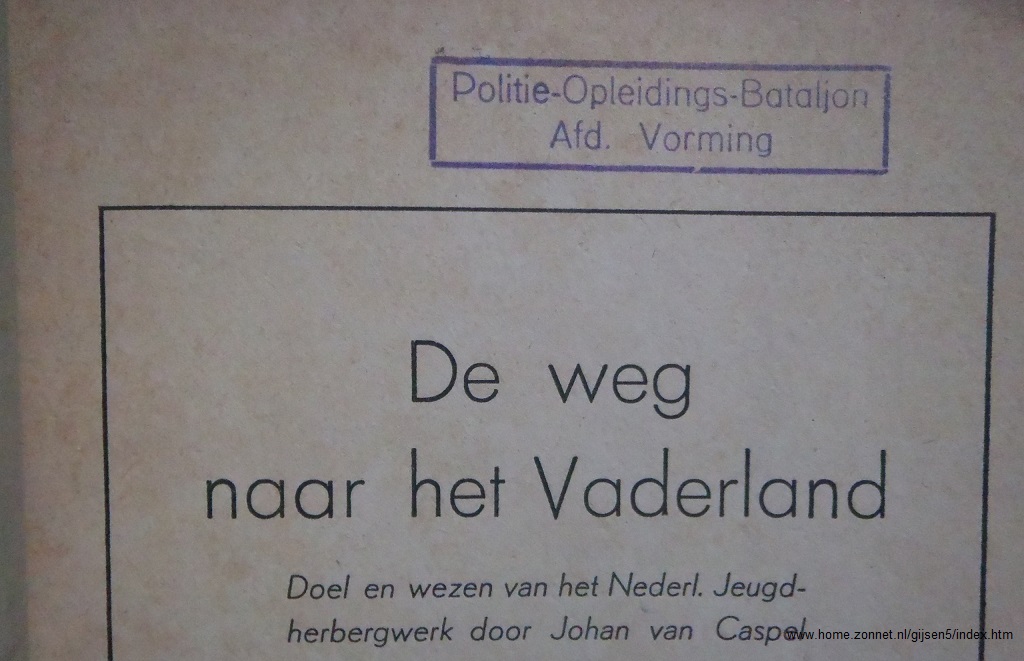 Politie-Opleidings-Bataljon
Afd. Vorming
De weg
naar het Vaderland
Doel en wezen van het Nederl. Jeugd-
herbergwerk door Johan van Caspel
www.home.zonnet.nl/gijsen5/index.htm